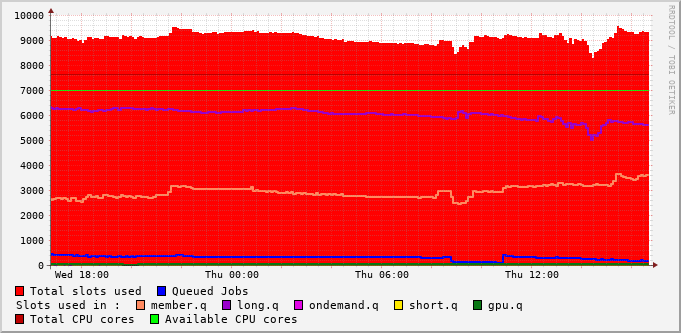 10000
9000
8000
7000
6000
5000
4000
3000
2000
1000
0
Wed 18:00 Thu 00:00 Thu 06:00 Thu 12:00
RRDTOOL / TOBI OETIKER
Total slots used Queued Jobs
Slots used in : member.q long.q ondemand.q short.q gpu.q
Total CPU cores Available CPU cores